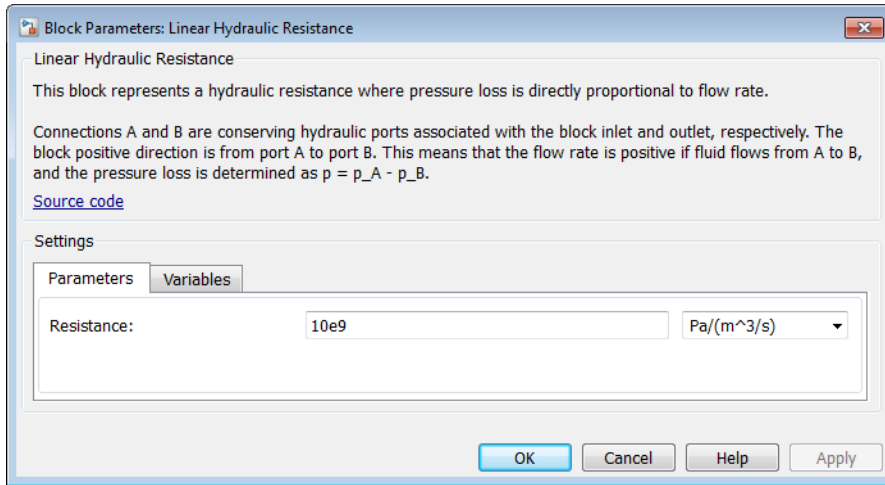 Block Parameters: Linear Hydraulic Resistance
Linear Hydraulic Resistance
This block represents a hydraulic resistance where pressure loss is directly proportional to flow rate.
Connections A and B are conserving hydraulic ports associated with the block inlet and outlet, respectively. The
block positive direction is from port A to port B. This means that the flow rate is positive if fluid flows from A to B,
and the pressure loss is determined as p = p_A - p_B.
Source code
Settings
Parameters Variables
Resistance: 10e9 Pa/(m^3/s)
OK Cancel Help Apply